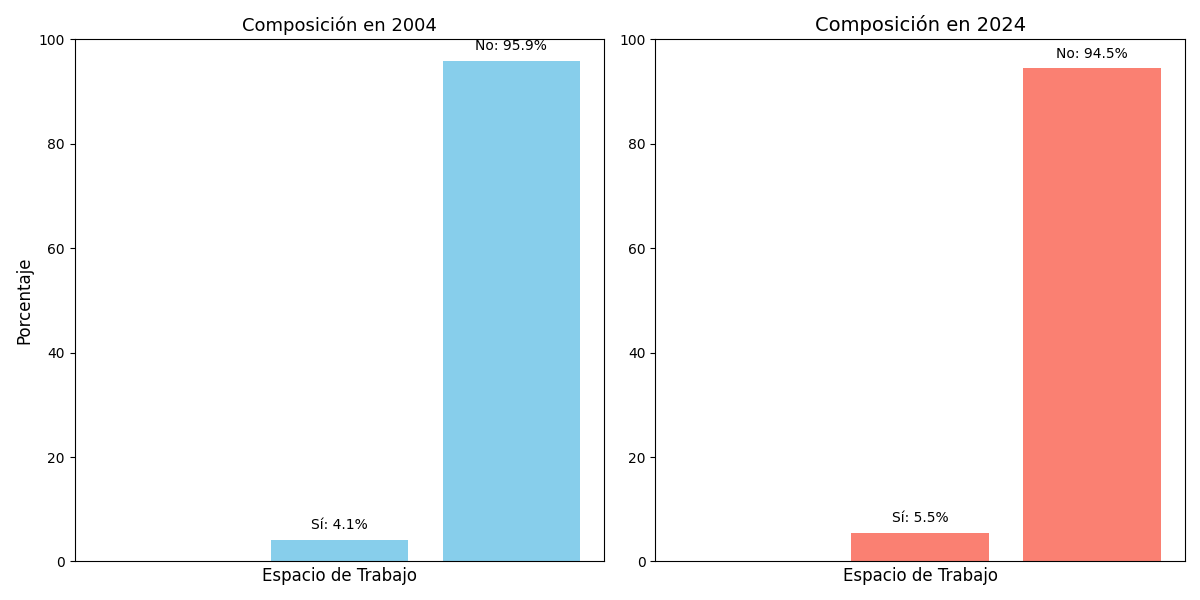 Composición en 2004
Porcentaje
100
80
60
40
20
0
No: 95.9%
Sí: 4.1%
Espacio de Trabajo
Composición en 2024
100
80
60
40
20
0
No: 94.5%
Sí: 5.5%
Espacio de Trabajo